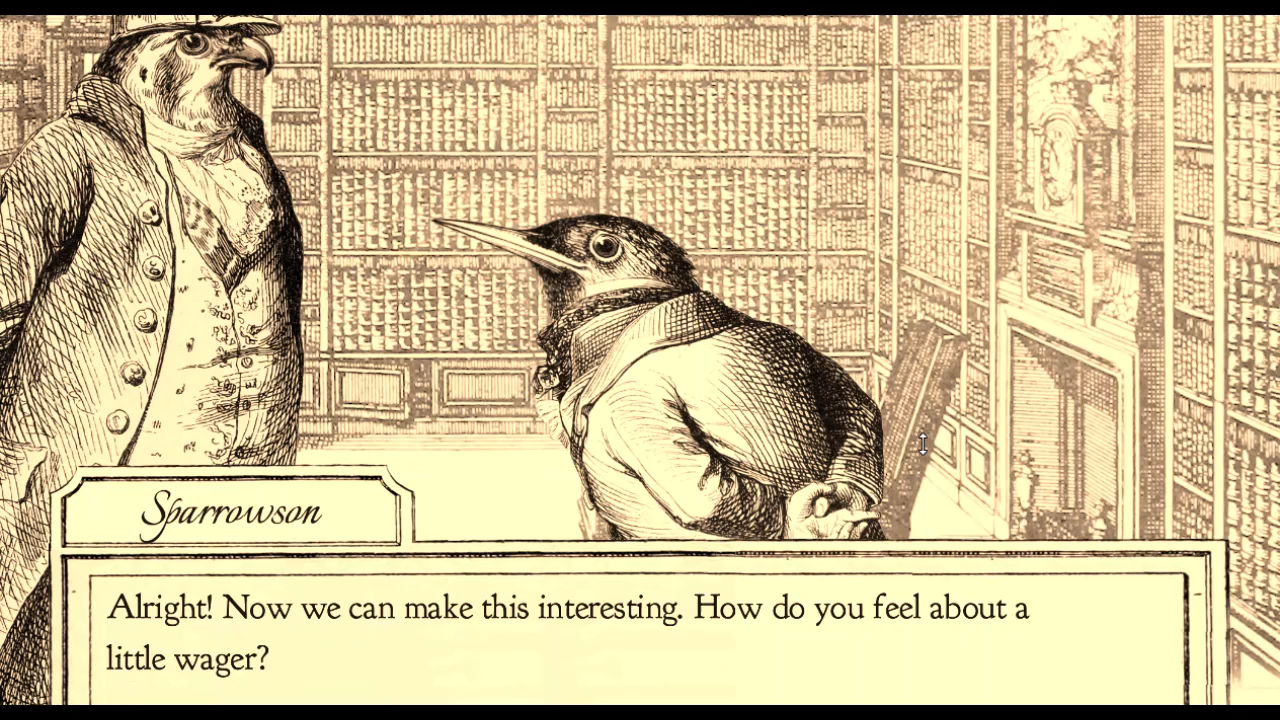 Sparrowson
Alright! Now we can make this interesting. How do you feel about a
little wager?